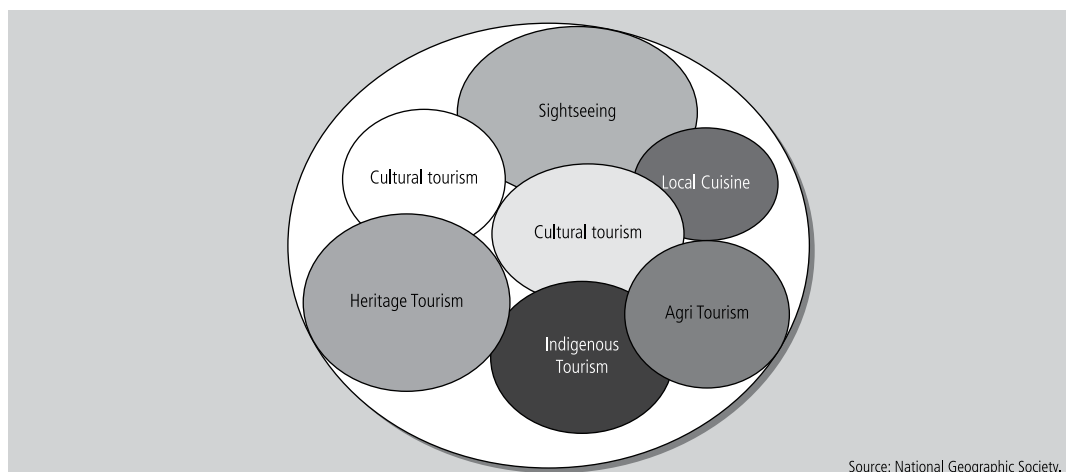 Sightseeing
Cultural tourism
Local Cuisine
Cultural tourism
Heritage Tourism
Agri Tourism
Indigenous
Tourism
Source: National Geographic Society.